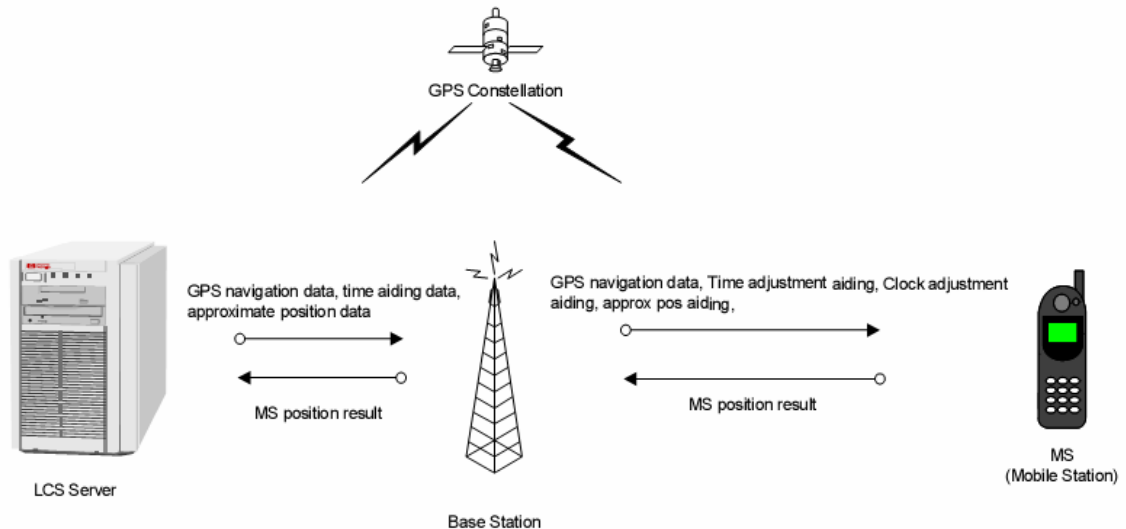 GPS Constellation
GPS navigation data, time aiding data,
approximate position data
GPS navigation data, Time adjustment aiding, Clock adjustment
aiding, approx pos aiding,
MS position result
MS position result
LCS Server
Base Station
MS
(Mobile Station)